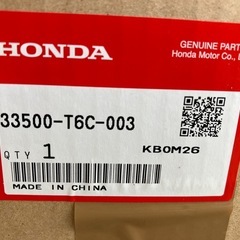 HONDA
GENUINE PARTS
Honda Motor Co.,
33500-T6C-003
QTY 1
KB0M26
MADE IN CHINA